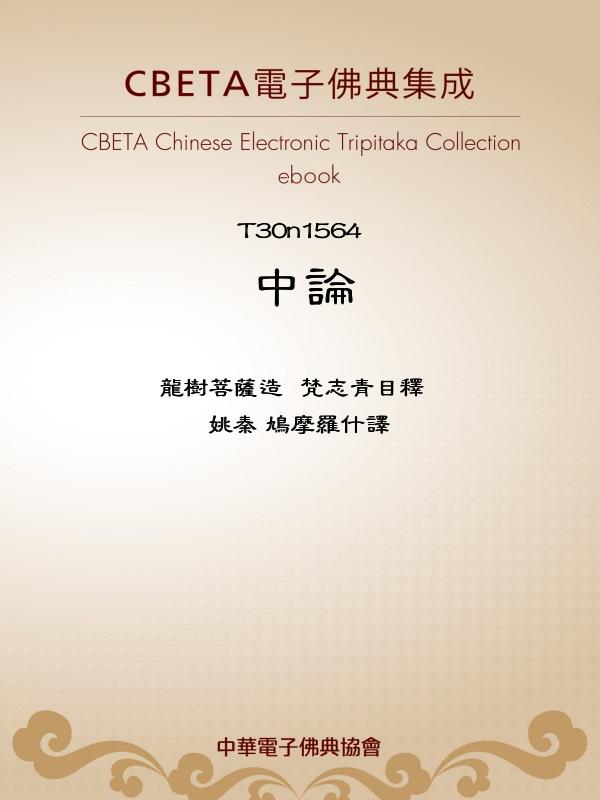 CBETA電子佛典集成
CBETA Chinese Electronic Tripitaka Collection
ebook
T30n1564
中論
龍樹菩薩造 梵志青目釋
姚秦 鳩摩羅什譯
中華電子佛典協會